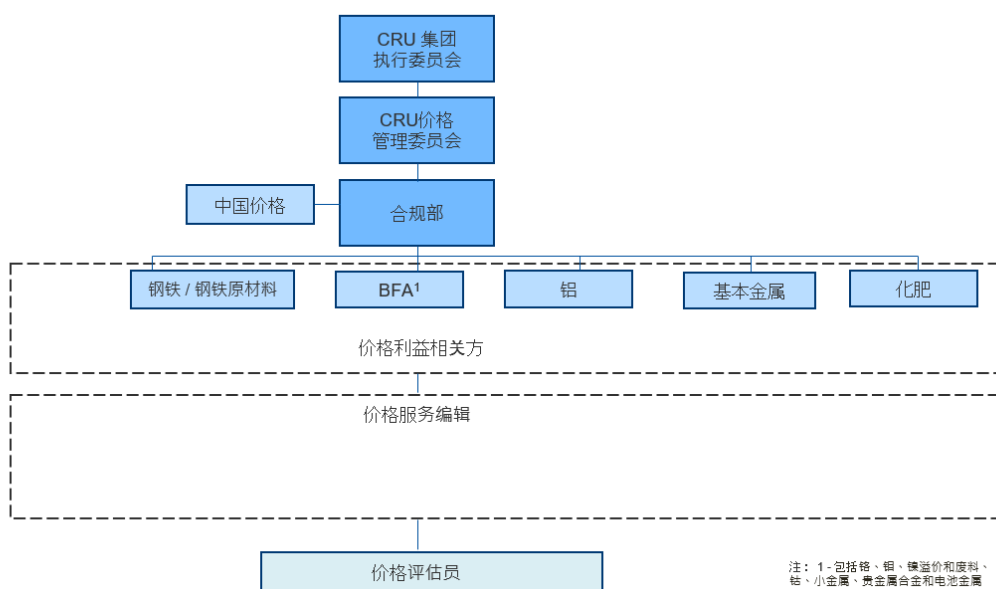 CRU 集团
执行委员会
CRU价格
管理委员会
中国价格
合规部
钢铁 / 钢铁原材料
BFA¹
铝
基本金属
化肥
价格利益相关方
价格服务编辑
价格评估员
注： 1 - 包括铬、钼、镍溢价和废料、
钴、小金属、贵金属合金和电池金属